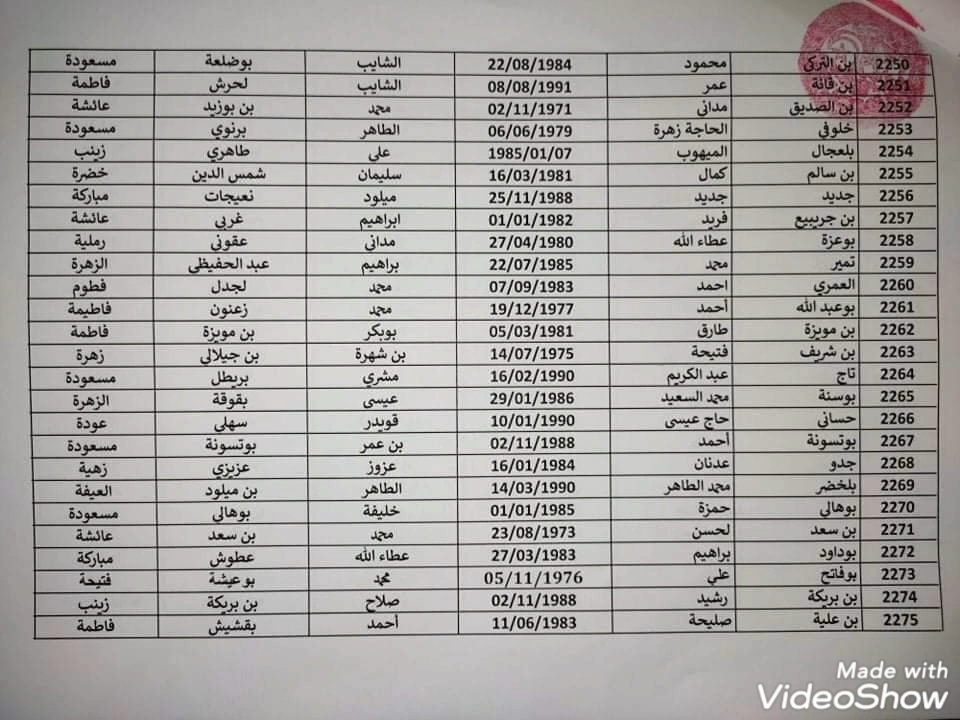 2250 بن التركي محمود 22/08/1984 الشايب بوضلعة مسعودة
2251 بن قانة عمر 08/08/1991 الشايب لحرش فاطمة
2252 بن الصديق مداني 02/11/1971 محمد بن بوزيد عائشة
2253 خلوفي الحاجة زهرة 06/06/1979 الطاهر برنوي مسعودة
2254 بلعجال الميهوب 1985/01/07 علي طاهري زينب
2255 بن سالم كمال 16/03/1981 سليمان شمس الدين خضرة
2256 جديد جديد 25/11/1988 ميلود نعيجات مباركة
2257 بن جريبيع فريد 01/01/1982 ابراهيم غربي عائشة
2258 بوعزة عطاء الله 27/04/1980 مداني عقوني رملية
2259 تمير محمد 22/07/1985 براهيم عبد الحفيظي الزهرة
2260 العمري احمد 07/09/1983 محمد لجدل فطوم
2261 بوعبد الله أحمد 19/12/1977 محمد زعنون فاطيمة
2262 بن مويزة طارق 05/03/1981 بوبكر بن مويزة فاطمة
2263 بن شريف فتيحة 14/07/1975 بن شهرة بن جيلالي زهرة
2264 تاج عبد الكريم 16/02/1990 مشري بريطل مسعودة
2265 بوسنة محمد السعيد 29/01/1986 عيسى بقوقة الزهرة
2266 حساني حاج عيسى 10/01/1990 قويدر سهلي عودة
2267 بوتسونة أحمد 02/11/1988 بن عمر بوتسونة مسعودة
2268 جدو عدنان 16/01/1984 عزوز عزيزي زهية
2269 بلخضر محمد الطاهر 14/03/1990 الطاهر بن ميلود العيفة
2270 بوهالي حمزة 01/01/1985 خليفة بوهالي مسعودة
2271 بن سعد لحسن 23/08/1973 محمد بن سعد عائشة
2272 بوداود براهيم 27/03/1983 عطاء الله عطوش مباركة
2273 بوفاتح علي 05/11/1976 محمد بوعيشة فتيحة
2274 بن بريكة رشيد 02/11/1988 صلاح بن بريكة زينب
2275 بن علية صليحة 11/06/1983 أحمد بقشيش فاطمة
Made with
VideoShow